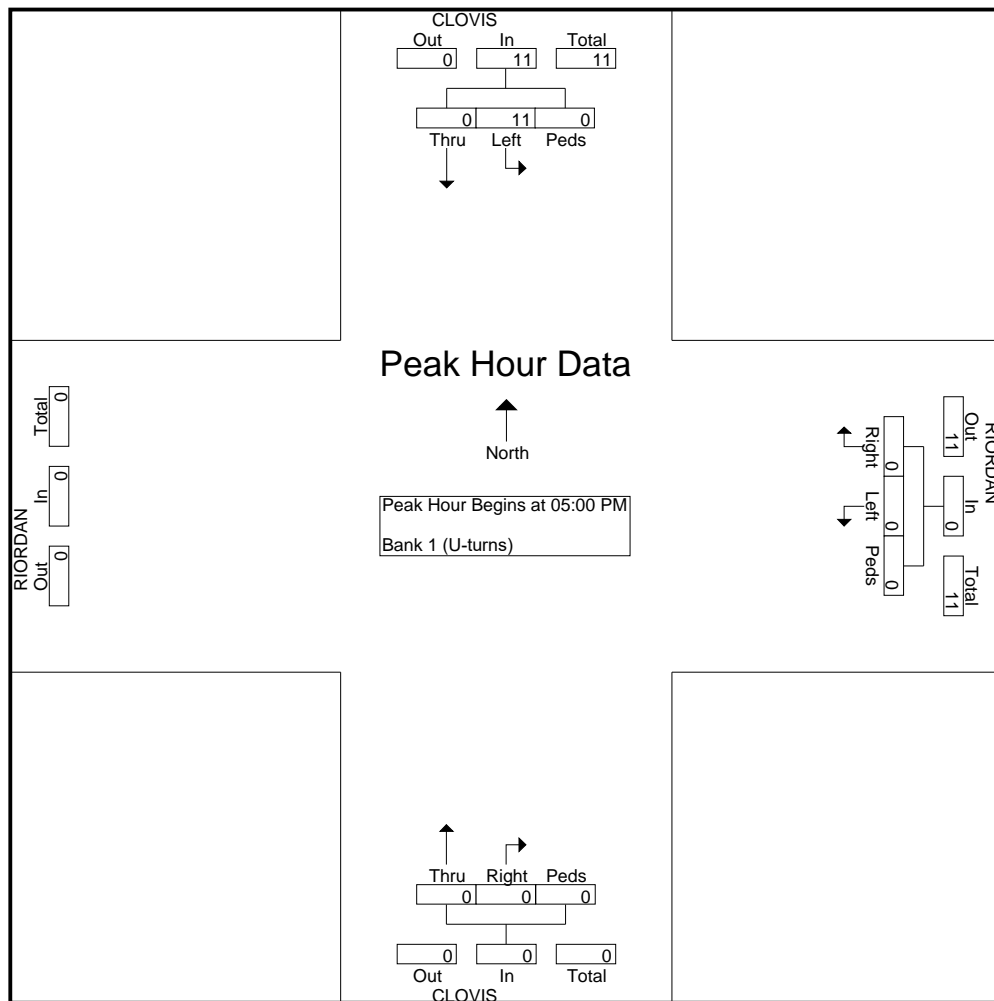 CLOVIS
Out In Total
0 11 11
0 11 0
Thru Left Peds
Peak Hour Data
North
Peak Hour Begins at 05:00 PM
Bank 1 (U-turns)
RIORDAN
Out In Total
0 0 0
RIORDAN
Out In Total
11 0 11
0 0 0
Right Left Peds
Thru Right Peds
0 0 0
0 0 0
Out In Total
CLOVIS